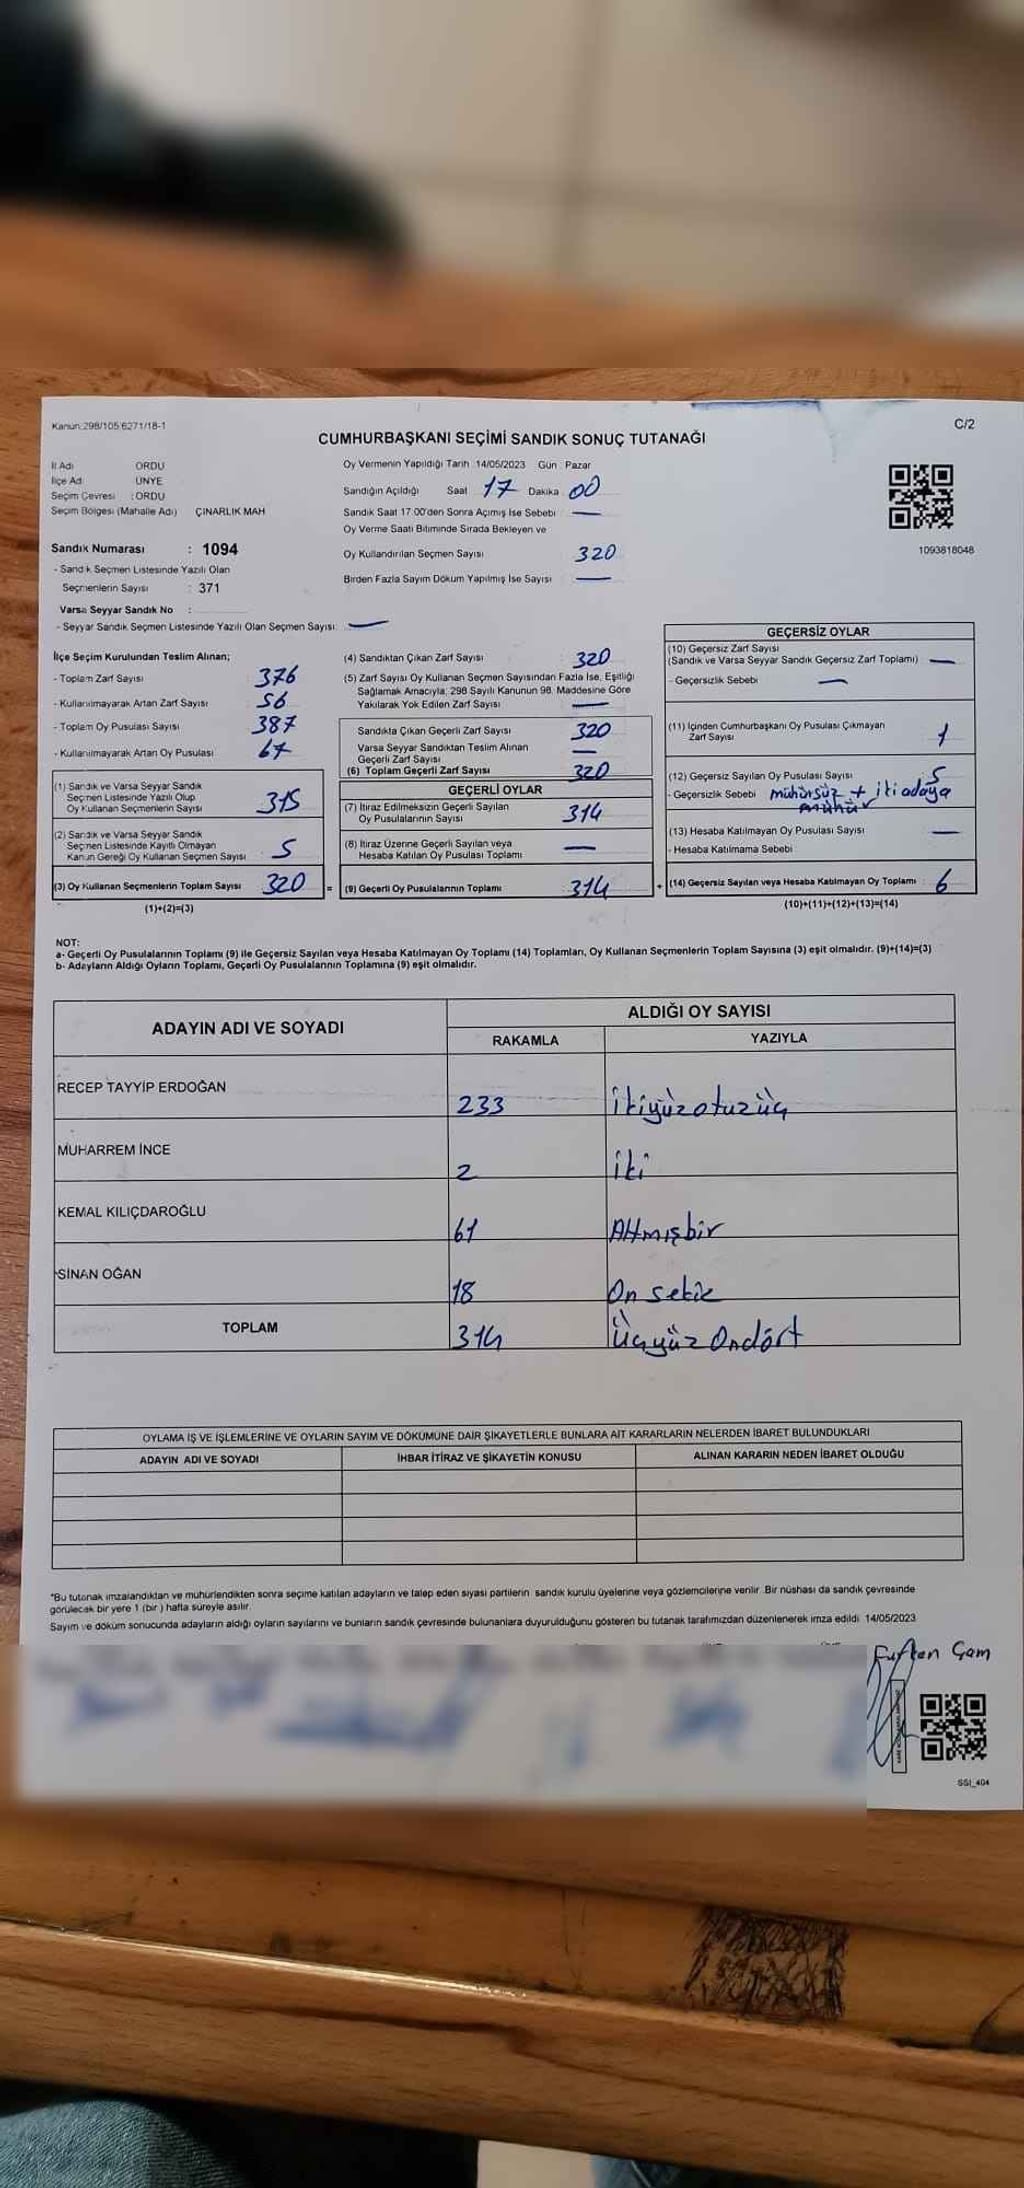 Kanun:298/105 6271/18-1
C/2
CUMHURBAŞKANI SEÇİMİ SANDIK SONUÇ TUTANAĞI
İl Adı ORDU
İlçe Ad ÜNYE
Seçim Çevresi : ORDU
Seçim Bölgesi (Mahalle Adı) ÇINARLIK MAH
Sandık Numarası : 1094
- Sandık Seçmen Listesinde Yazılı Olan
Seçmenlerin Sayısı : 371
Varsa Seyyar Sandık No :
- Seyyar Sandık Seçmen Listesinde Yazılı Olan Seçmen Sayısı: —
Oy Vermenin Yapıldığı Tarih 14/05/2023 Gün Pazar
Sandığın Açıldığı Saat 17 Dakika 00
Sandık Saat 17.00'den Sonra Açımış İse Sebebi —
Oy Verme Saati Bitiminde Sırada Bekleyen ve
Oy Kullandırılan Seçmen Sayısı 320
Birden Fazla Sayım Döküm Yapılmış İse Sayısı —
1093818048
İlçe Seçim Kurulundan Teslim Alınan;
- Toplam Zarf Sayısı 376
- Kullanılmayarak Artan Zarf Sayısı 56
- Toplam Oy Pusulası Sayısı 387
- Kullanılmayarak Artan Oy Pusulası 67
(1) Sandık ve Varsa Seyyar Sandık
Seçmen Listesinde Yazılı Olup
Oy Kullanan Seçmenlerin Sayısı 315
(2) Sandık ve Varsa Seyyar Sandık
Seçmen Listesinde Kayıtlı Olmayan
Kanun Gereği Oy Kullanan Seçmen Sayısı 5
(3) Oy Kullanan Seçmenlerin Toplam Sayısı 320 =
(1)+(2)=(3)
(4) Sandıktan Çıkan Zarf Sayısı 320
(5) Zarf Sayısı Oy Kullanan Seçmen Sayısından Fazla İse, Eşitliği
Sağlamak Amacıyla; 298 Sayılı Kanunun 98. Maddesine Göre
Yakılarak Yok Edilen Zarf Sayısı —
Sandıkta Çıkan Geçerli Zarf Sayısı 320
Varsa Seyyar Sandıktan Teslim Alınan
Geçerli Zarf Sayısı —
(6) Toplam Geçerli Zarf Sayısı 320
GEÇERLİ OYLAR
(7) İtiraz Edilmeksizin Geçerli Sayılan
Oy Pusulalarının Sayısı 314
(8) İtiraz Üzerine Geçerli Sayılan veya
Hesaba Katılan Oy Pusulası Toplamı —
(9) Geçerli Oy Pusulalarının Toplamı 314 +
GEÇERSİZ OYLAR
(10) Geçersiz Zarf Sayısı
(Sandık ve Varsa Seyyar Sandık Geçersiz Zarf Toplamı) —
- Geçersizlik Sebebi —
(11) İçinden Cumhurbaşkanı Oy Pusulası Çıkmayan
Zarf Sayısı 1
(12) Geçersiz Sayılan Oy Pusulası Sayısı 5
- Geçersizlik Sebebi mühürsüz + iki adaya
mühür
(13) Hesaba Katılmayan Oy Pusulası Sayısı —
- Hesaba Katılmama Sebebi
(14) Geçersiz Sayılan veya Hesaba Katılmayan Oy Toplamı : 6
(10)+(11)+(12)+(13)=(14)
NOT:
a- Geçerli Oy Pusulalarının Toplamı (9) ile Geçersiz Sayılan veya Hesaba Katılmayan Oy Toplamı (14) Toplamları, Oy Kullanan Seçmenlerin Toplam Sayısına (3) eşit olmalıdır. (9)+(14)=(3)
b- Adayların Aldığı Oyların Toplamı, Geçerli Oy Pusulalarının Toplamına (9) eşit olmalıdır.
ADAYIN ADI VE SOYADI
ALDIĞI OY SAYISI
RAKAMLA YAZIYLA
RECEP TAYYİP ERDOĞAN 233 ikiyüzotuzüç
MUHARREM İNCE 2 iki
KEMAL KILIÇDAROĞLU 61 Altmışbir
SİNAN OĞAN 18 On sekiz
TOPLAM 314 Üçyüz Ondört
OYLAMA İŞ VE İŞLEMLERİNE VE OYLARIN SAYIM VE DÖKÜMÜNE DAİR ŞİKAYETLERLE BUNLARA AİT KARARLARIN NELERDEN İBARET BULUNDUKLARI
ADAYIN ADI VE SOYADI İHBAR İTİRAZ VE ŞİKAYETİN KONUSU ALINAN KARARIN NEDEN İBARET OLDUĞU
*Bu tutanak imzalandıktan ve mühürlendikten sonra seçime katılan adayların ve talep eden siyasi partilerin sandık kurulu üyelerine veya gözlemcilerine verilir. Bir nüshası da sandık çevresinde
görülecek bir yere 1 (bir) hafta süreyle asılır.
Sayım ve döküm sonucunda adayların aldığı oyların sayılarını ve bunların sandık çevresinde bulunanlara duyurulduğunu gösteren bu tutanak tarafımızdan düzenlenerek imza edildi. 14/05/2023
Çam
SSI_404